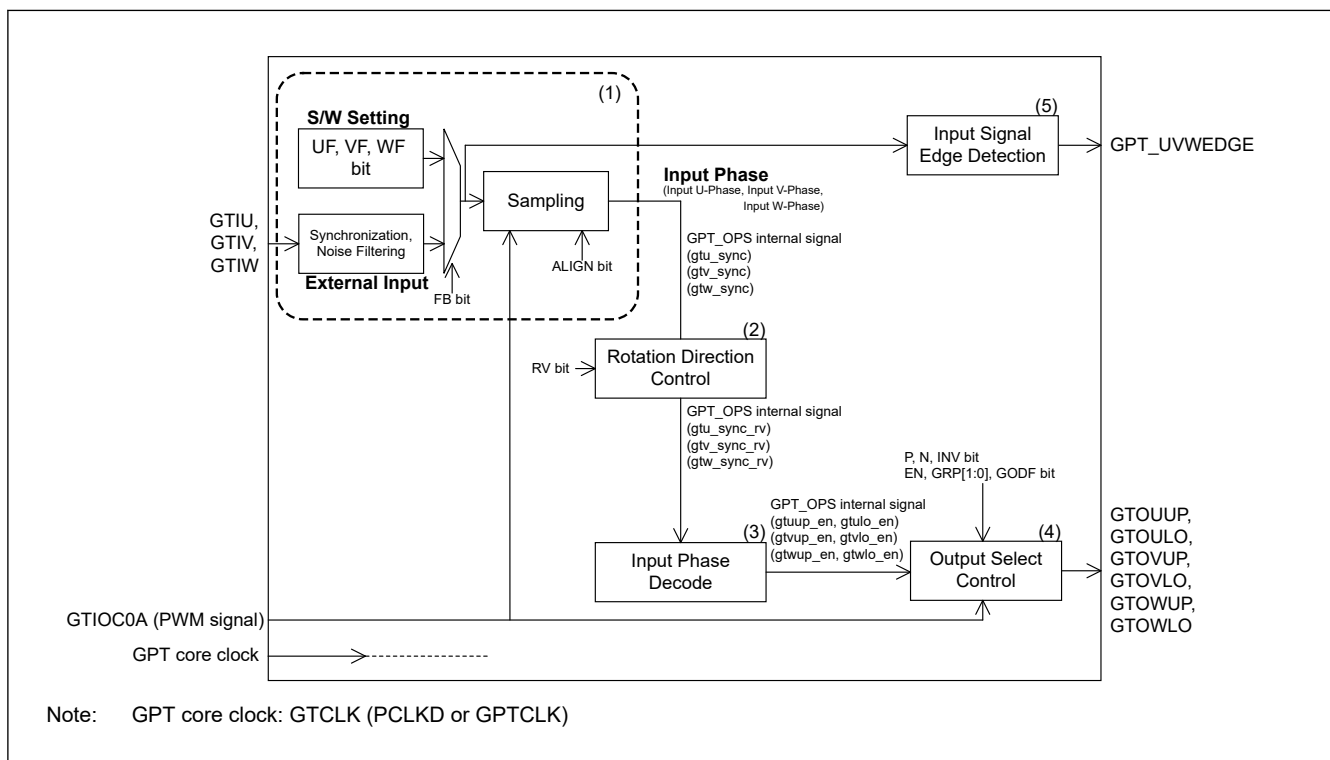 (1)
S/W Setting
UF, VF, WF
bit
(5)
Input Signal
Edge Detection
GPT_UVWEDGE
Input Phase
(Input U-Phase, Input V-Phase,
Input W-Phase)
Sampling
GTIU,
GTIV,
GTIW
Synchronization,
Noise Filtering
External Input
FB bit
ALIGN bit
GPT_OPS internal signal
(gtu_sync)
(gtv_sync)
(gtw_sync)
(2)
RV bit
Rotation Direction
Control
GPT_OPS internal signal
(gtu_sync_rv)
(gtv_sync_rv)
(gtw_sync_rv)
P, N, INV bit
EN, GRP[1:0], GODF bit
GPT_OPS internal signal
(gtuup_en, gtulo_en)
(gtvup_en, gtvlo_en)
(gtwup_en, gtwlo_en)
(3)
Input Phase
Decode
(4)
Output Select
Control
GTOUUP,
GTOULO,
GTOVUP,
GTOVLO,
GTOWUP,
GTOWLO
GTIOC0A (PWM signal)
GPT core clock
Note: GPT core clock: GTCLK (PCLKD or GPTCLK)